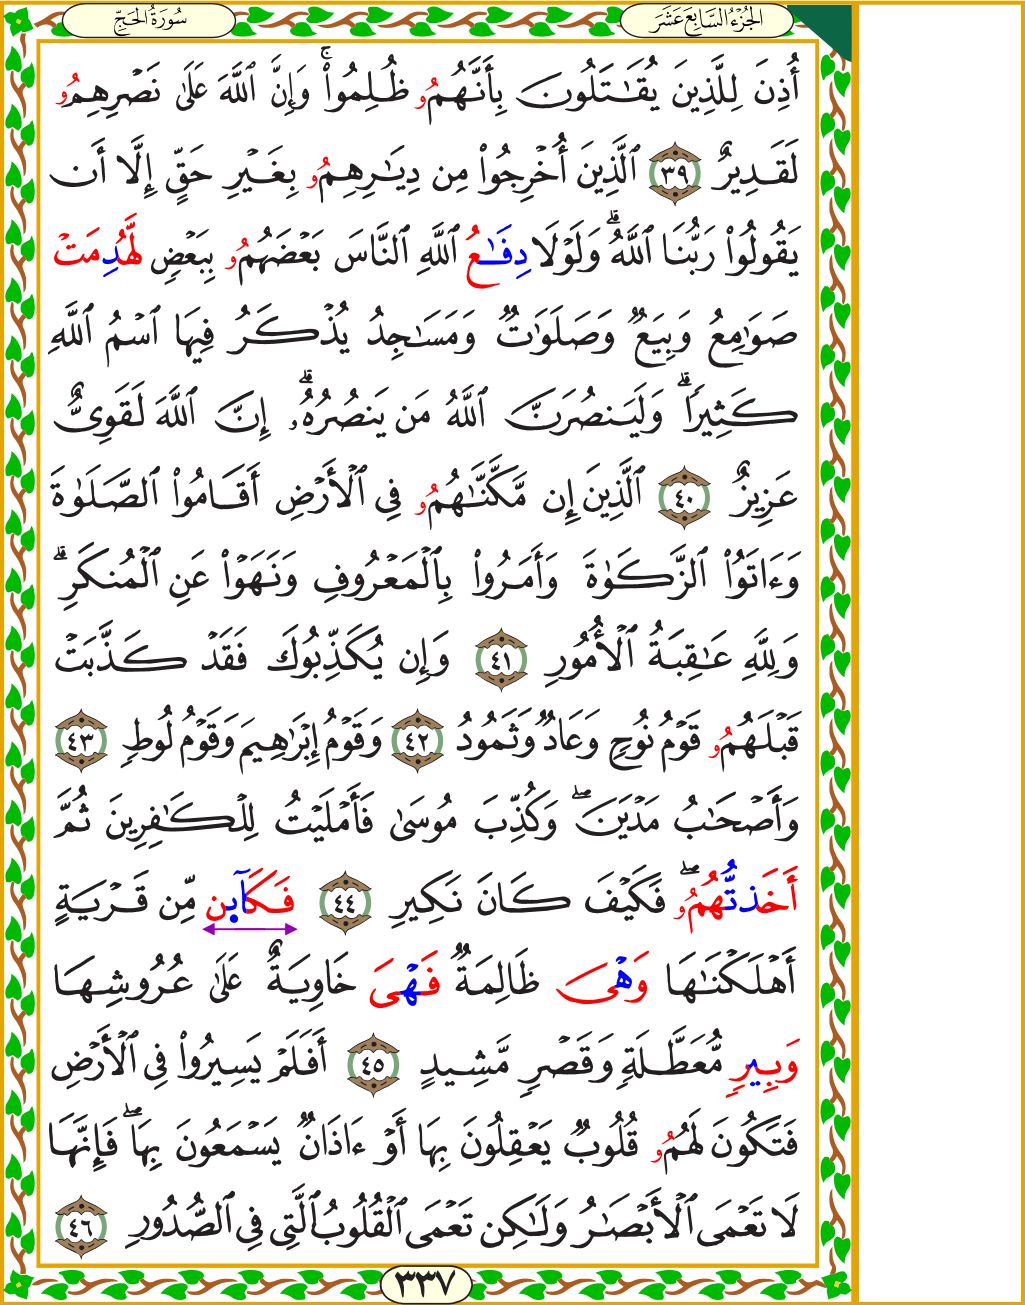 الجُزْءُ السَّابِعَ عَشَرَ
سُورَةُ الحَجِّ
أُذِنَ لِلَّذِينَ يُقَـٰتَلُونَ بِأَنَّهُمُو ظُلِمُواْۚ وَإِنَّ ٱللَّهَ عَلَىٰ نَصْرِهِمُو
لَقَدِيرٌ ٣٩ ٱلَّذِينَ أُخْرِجُواْ مِن دِيَـٰرِهِمُو بِغَيْرِ حَقٍّ إِلَّآ أَن
يَقُولُواْ رَبُّنَا ٱللَّهُۗ وَلَوْلَا دِفَـٰعُ ٱللَّهِ ٱلنَّاسَ بَعْضَهُمُو بِبَعْضٍ لَّهُدِمَتْ
صَوَٰمِعُ وَبِيَعٌ وَصَلَوَٰتٌ وَمَسَـٰجِدُ يُذْكَرُ فِيهَا ٱسْمُ ٱللَّهِ
كَثِيرًاۗ وَلَيَنصُرَنَّ ٱللَّهُ مَن يَنصُرُهُۥۗ إِنَّ ٱللَّهَ لَقَوِىٌّ
عَزِيزٌ ٤٠ ٱلَّذِينَ إِن مَّكَّنَّـٰهُمُو فِى ٱلْأَرْضِ أَقَامُواْ ٱلصَّلَوٰةَ
وَءَاتَوُاْ ٱلزَّكَوٰةَ وَأَمَرُواْ بِٱلْمَعْرُوفِ وَنَهَوْاْ عَنِ ٱلْمُنكَرِۗ
وَلِلَّهِ عَـٰقِبَةُ ٱلْأُمُورِ ٤١ وَإِن يُكَذِّبُوكَ فَقَدْ كَذَّبَتْ
قَبْلَهُمُو قَوْمُ نُوحٍ وَعَادٌ وَثَمُودُ ٤٢ وَقَوْمُ إِبْرَٰهِيمَ وَقَوْمُ لُوطٍ ٤٣
وَأَصْحَـٰبُ مَدْيَنَۖ وَكُذِّبَ مُوسَىٰ فَأَمْلَيْتُ لِلْكَـٰفِرِينَ ثُمَّ
أَخَذتُّهُمُوۖ فَكَيْفَ كَانَ نَكِيرِ ٤٤ فَكَآئِن مِّن قَرْيَةٍ
أَهْلَكْنَـٰهَا وَهْىَ ظَالِمَةٌ فَهْىَ خَاوِيَةٌ عَلَىٰ عُرُوشِهَا
وَبِيرٍ مُّعَطَّلَةٍ وَقَصْرٍ مَّشِيدٍ ٤٥ أَفَلَمْ يَسِيرُواْ فِى ٱلْأَرْضِ
فَتَكُونَ لَهُمُو قُلُوبٌ يَعْقِلُونَ بِهَا أَوْ ءَاذَانٌ يَسْمَعُونَ بِهَاۖ فَإِنَّهَا
لَا تَعْمَى ٱلْأَبْصَـٰرُ وَلَـٰكِن تَعْمَى ٱلْقُلُوبُ ٱلَّتِى فِى ٱلصُّدُورِ ٤٦
٣٣٧